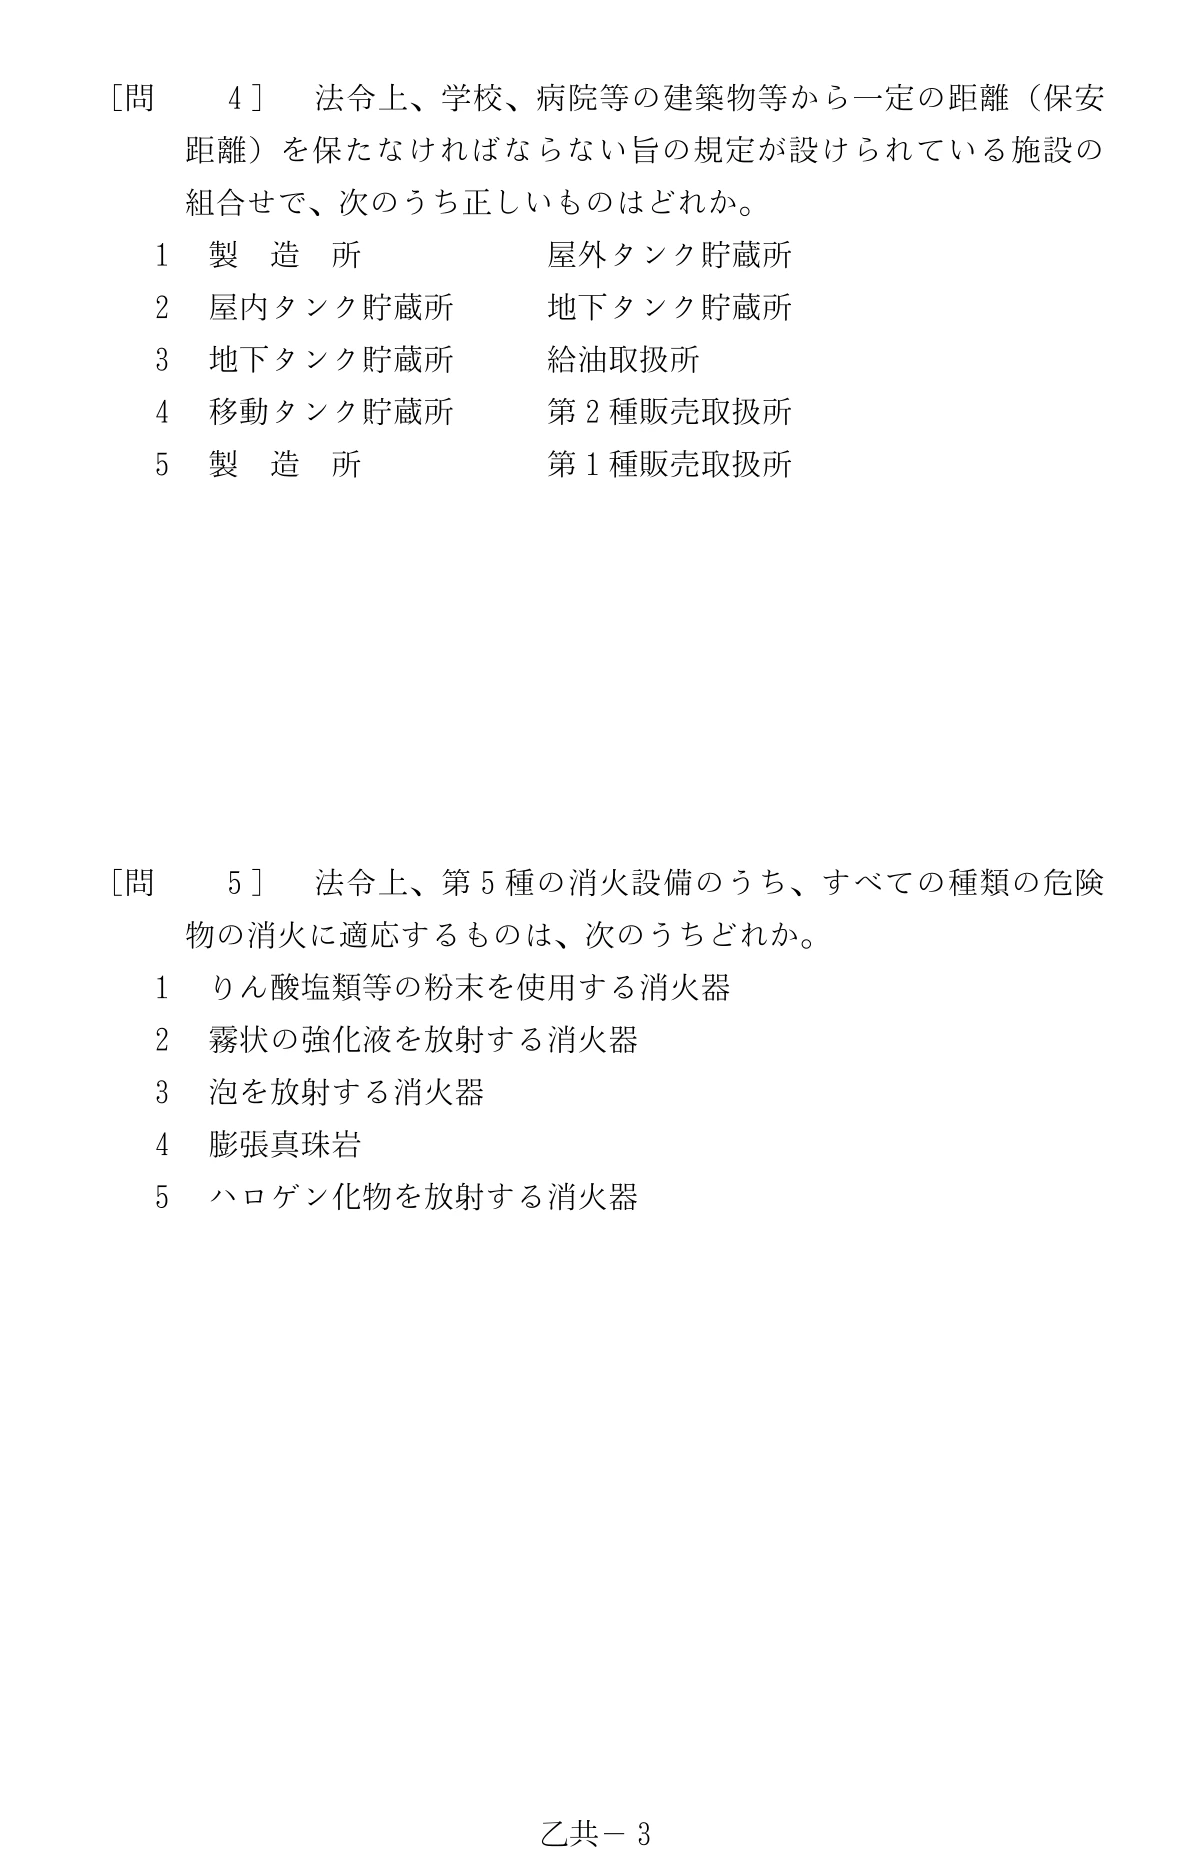 ［問　　4］　法令上、学校、病院等の建築物等から一定の距離（保安
距離）を保たなければならない旨の規定が設けられている施設の
組合せで、次のうち正しいものはどれか。
1　製　造　所　　　　　　屋外タンク貯蔵所
2　屋内タンク貯蔵所　　　地下タンク貯蔵所
3　地下タンク貯蔵所　　　給油取扱所
4　移動タンク貯蔵所　　　第2種販売取扱所
5　製　造　所　　　　　　第1種販売取扱所
［問　　5］　法令上、第5種の消火設備のうち、すべての種類の危険
物の消火に適応するものは、次のうちどれか。
1　りん酸塩類等の粉末を使用する消火器
2　霧状の強化液を放射する消火器
3　泡を放射する消火器
4　膨張真珠岩
5　ハロゲン化物を放射する消火器
乙共－3